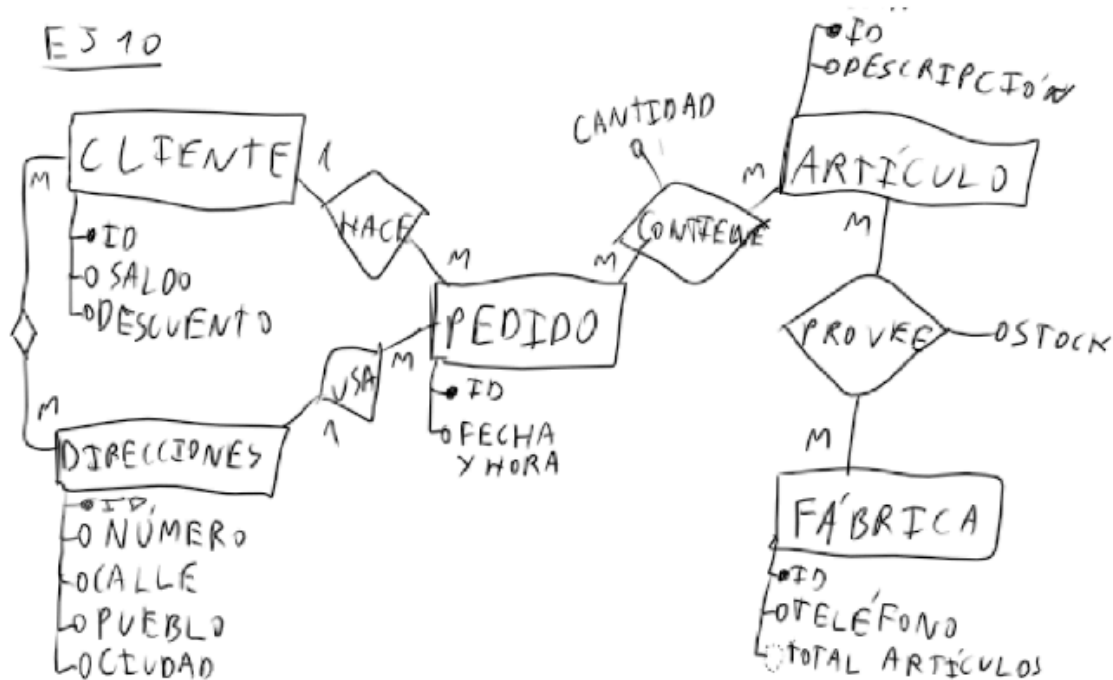 EJ 10
CLIENTE
ID
SALDO
DESCUENTO
1
HACE
M
M
M
DIRECCIONES
ID
NÚMERO
CALLE
PUEBLO
CIUDAD
1
USA
M
PEDIDO
ID
FECHA
Y HORA
M
CONTIENE
CANTIDAD
M
ID
DESCRIPCIÓN
ARTÍCULO
M
PROVEE
STOCK
M
FÁBRICA
ID
TELÉFONO
TOTAL ARTÍCULOS